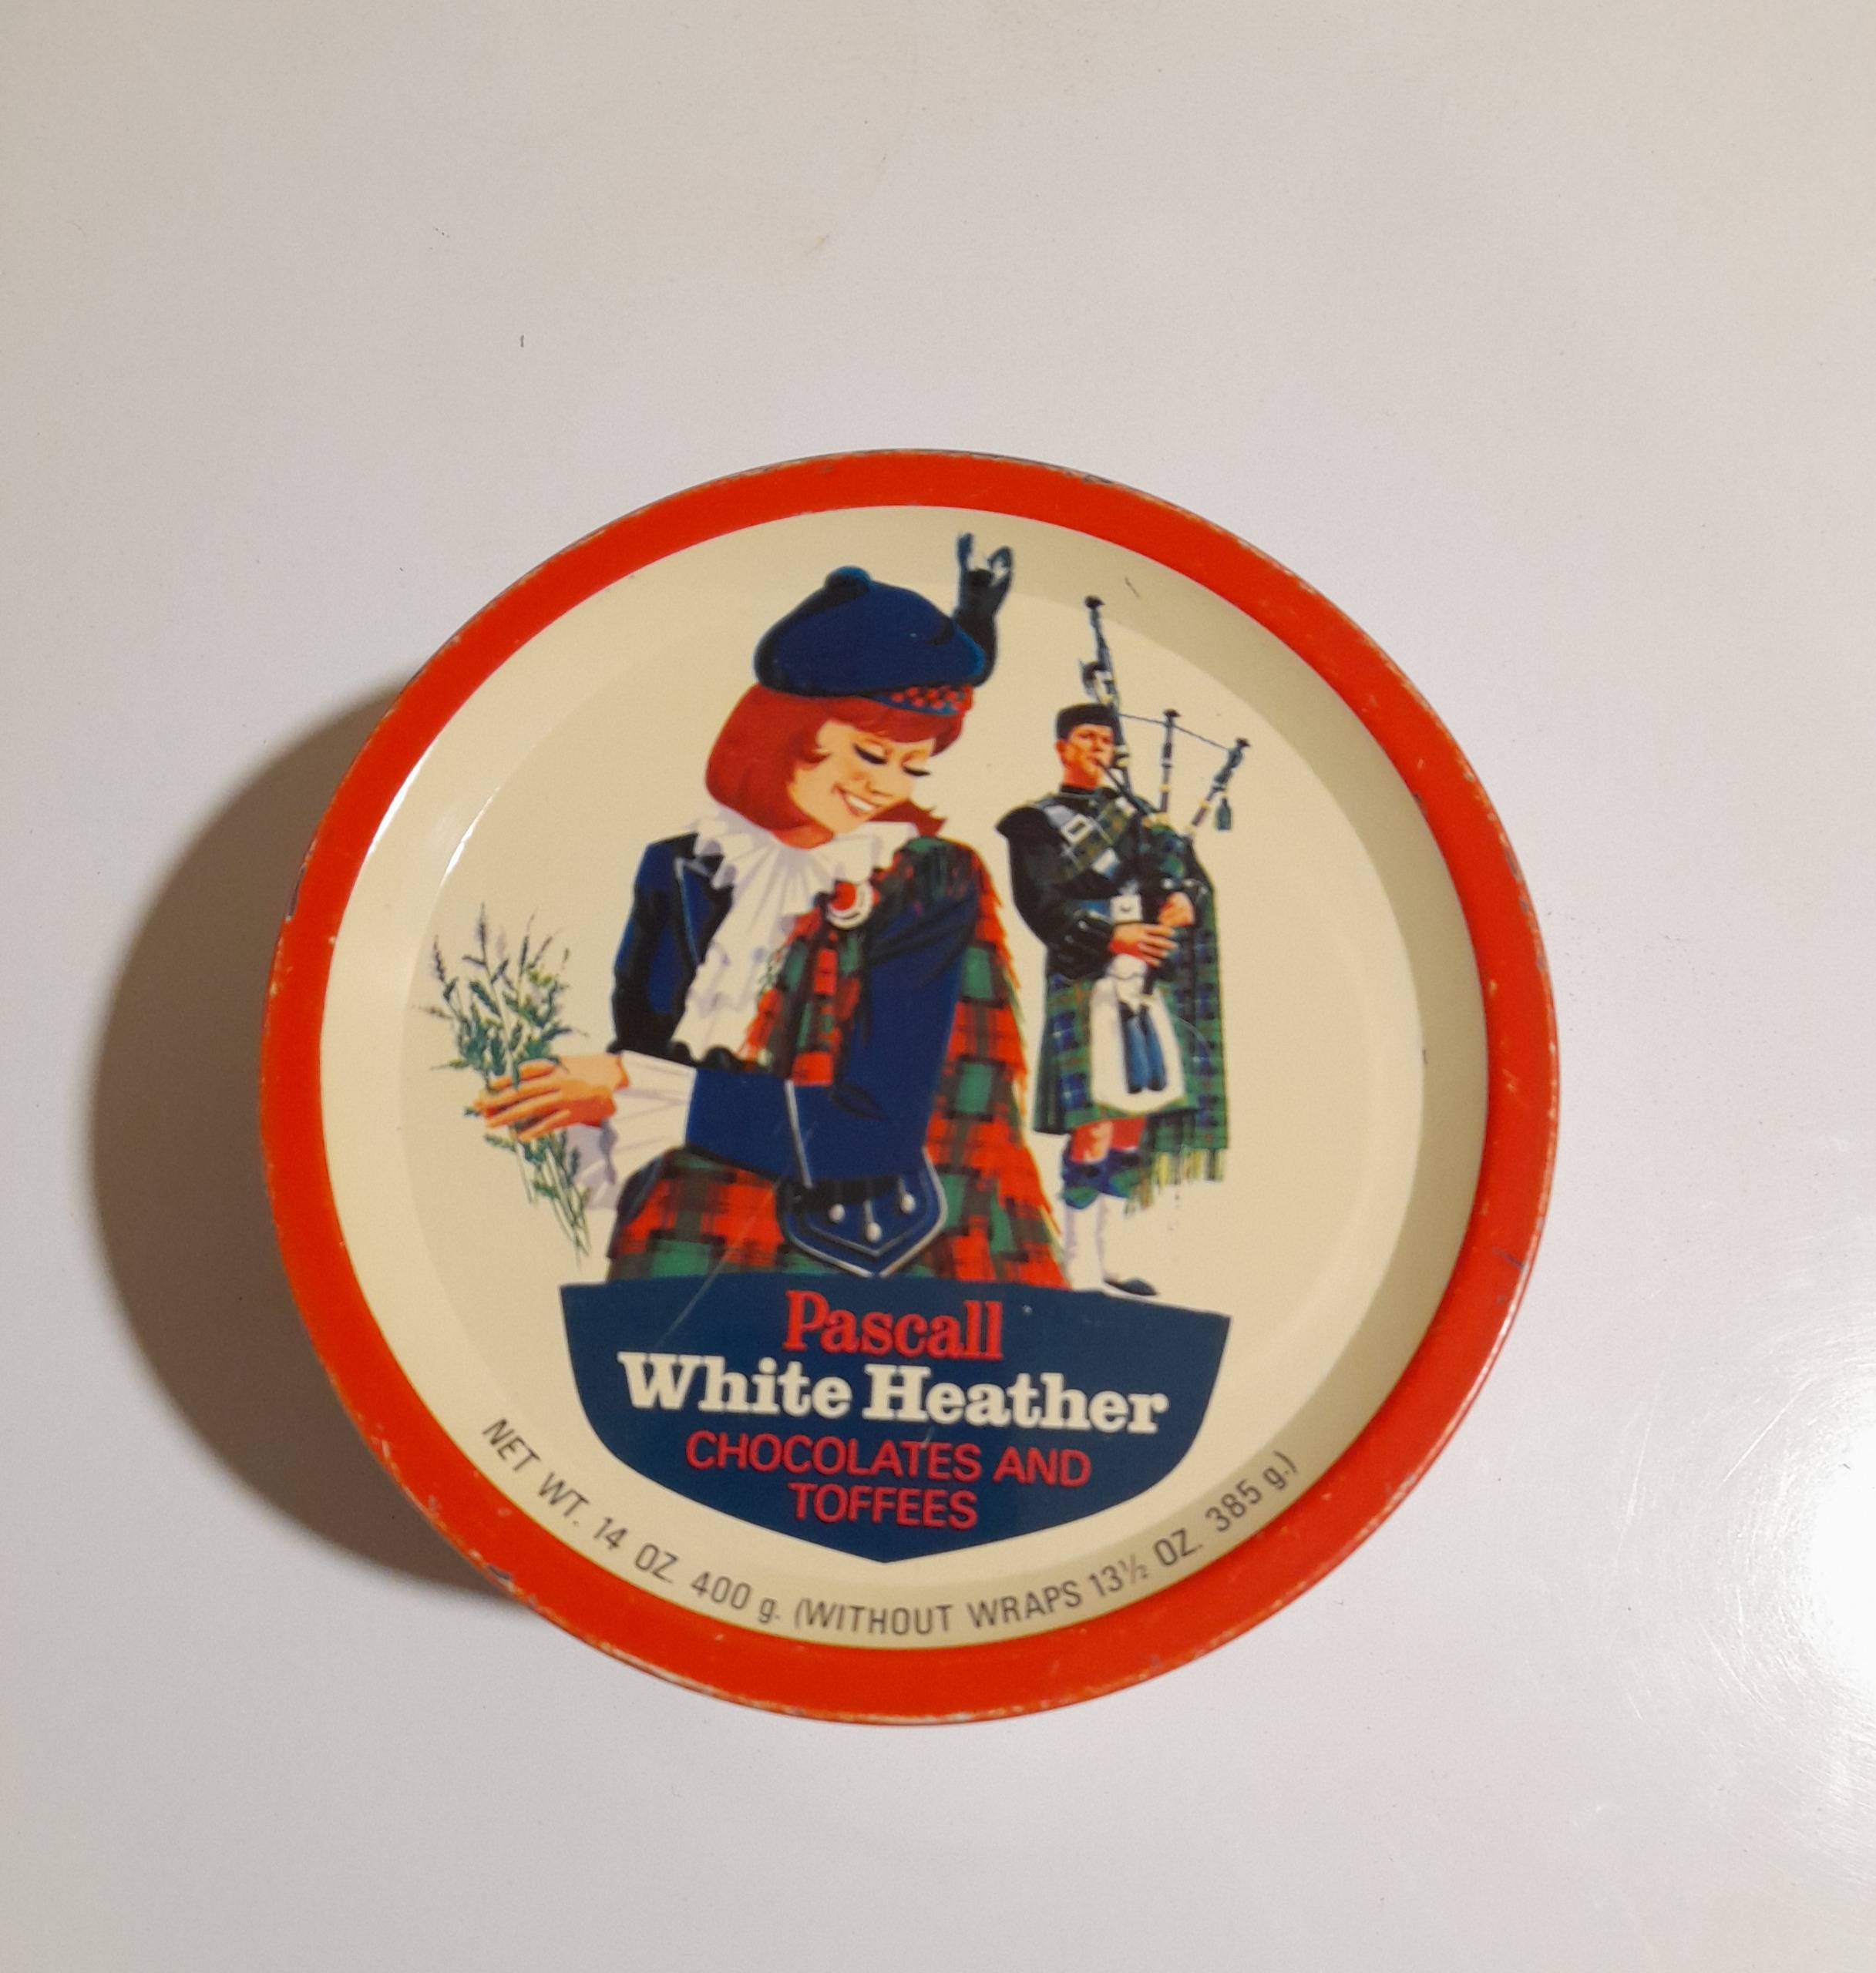 Pascall
White Heather
CHOCOLATES AND
TOFFEES
NET WT. 14 OZ. 400 g. (WITHOUT WRAPS 13½ OZ. 385 g.)